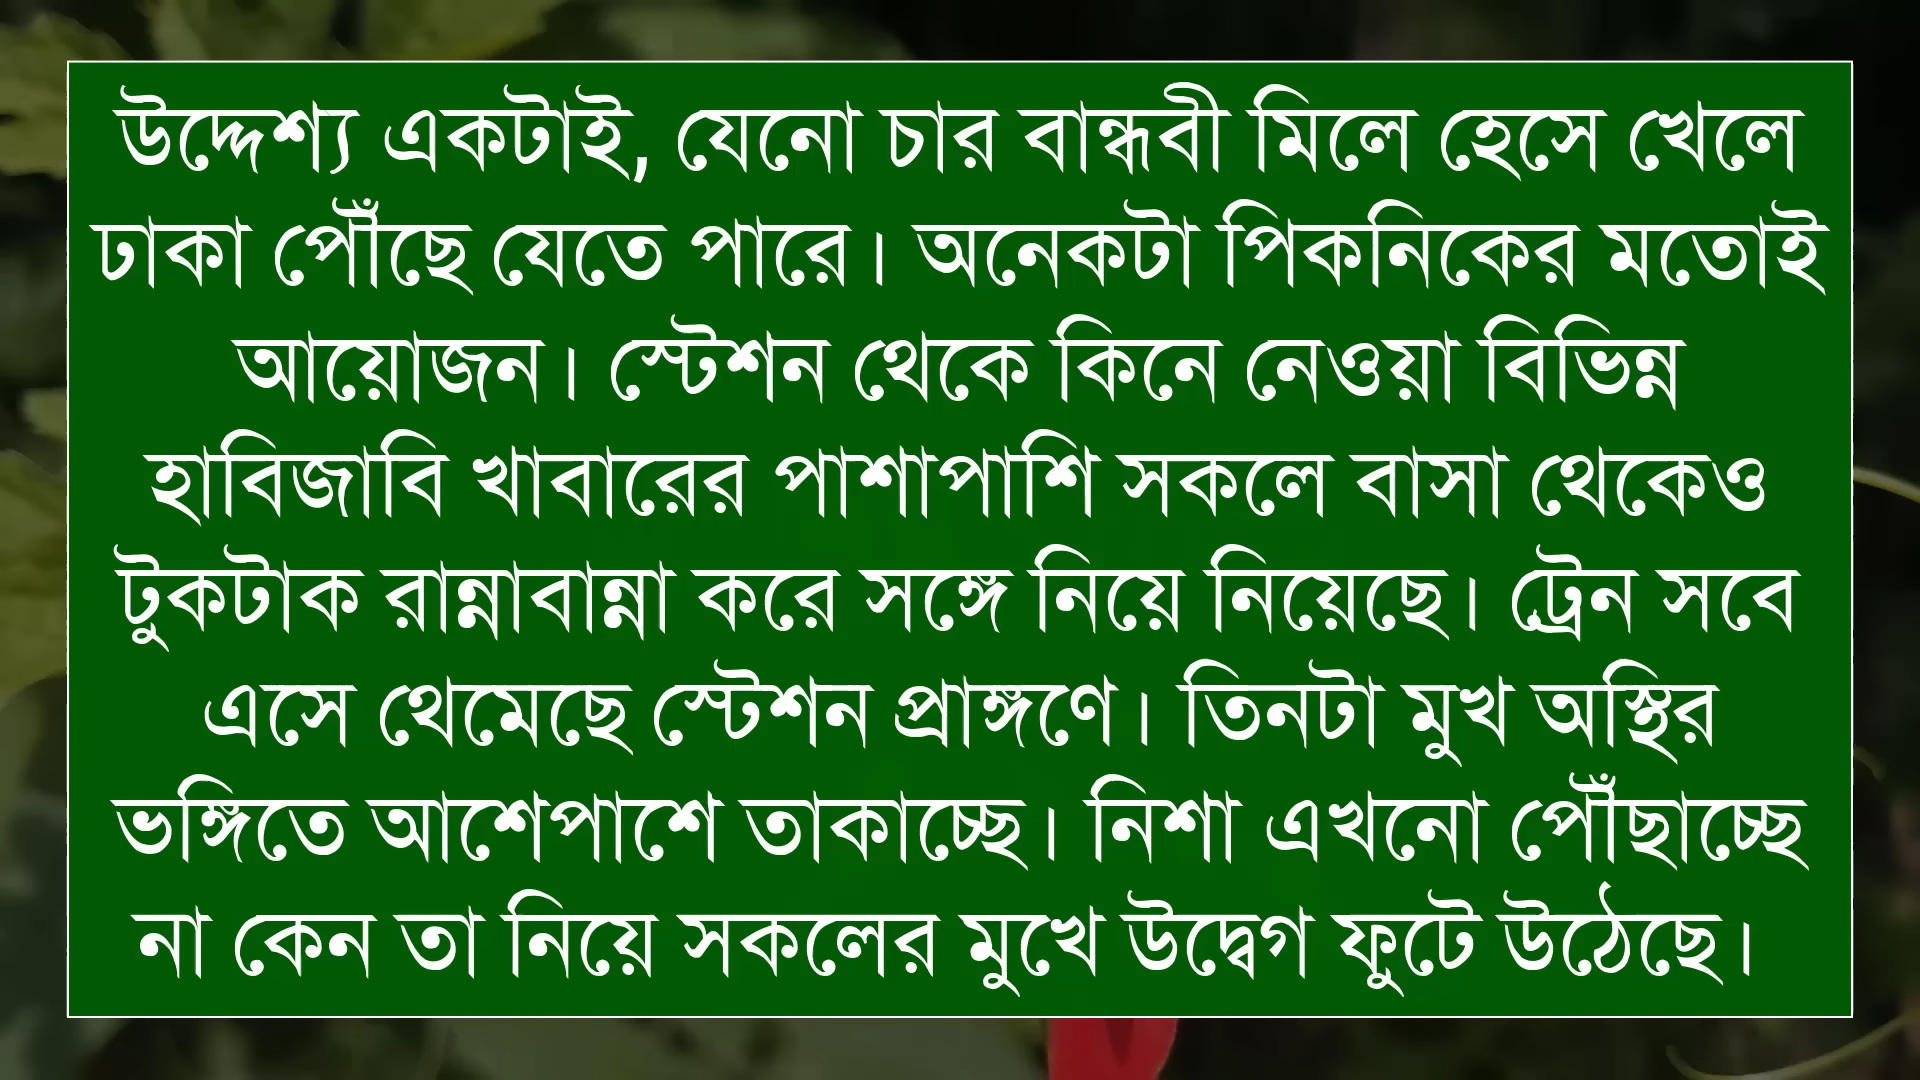 উদ্দেশ্য একটাই, যেনো চার বান্ধবী মিলে হেসে খেলে
ঢাকা পৌঁছে যেতে পারে। অনেকটা পিকনিকের মতোই
আয়োজন। স্টেশন থেকে কিনে নেওয়া বিভিন্ন
হাবিজাবি খাবারের পাশাপাশি সকলে বাসা থেকেও
টুকটাক রান্নাবান্না করে সঙ্গে নিয়ে নিয়েছে। ট্রেন সবে
এসে থেমেছে স্টেশন প্রাঙ্গণে। তিনটা মুখ অস্থির
ভঙ্গিতে আশেপাশে তাকাচ্ছে। নিশা এখনো পৌঁছাচ্ছে
না কেন তা নিয়ে সকলের মুখে উদ্বেগ ফুটে উঠেছে।